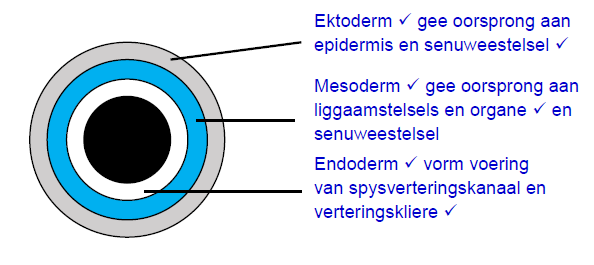 Ektoderm ✓ gee oorsprong aan
epidermis en senuweestelsel ✓
Mesoderm ✓ gee oorsprong aan
liggaamstelsels en organe ✓ en
senuweestelsel
Endoderm ✓ vorm voering
van spysverteringskanaal en
verteringskliere ✓